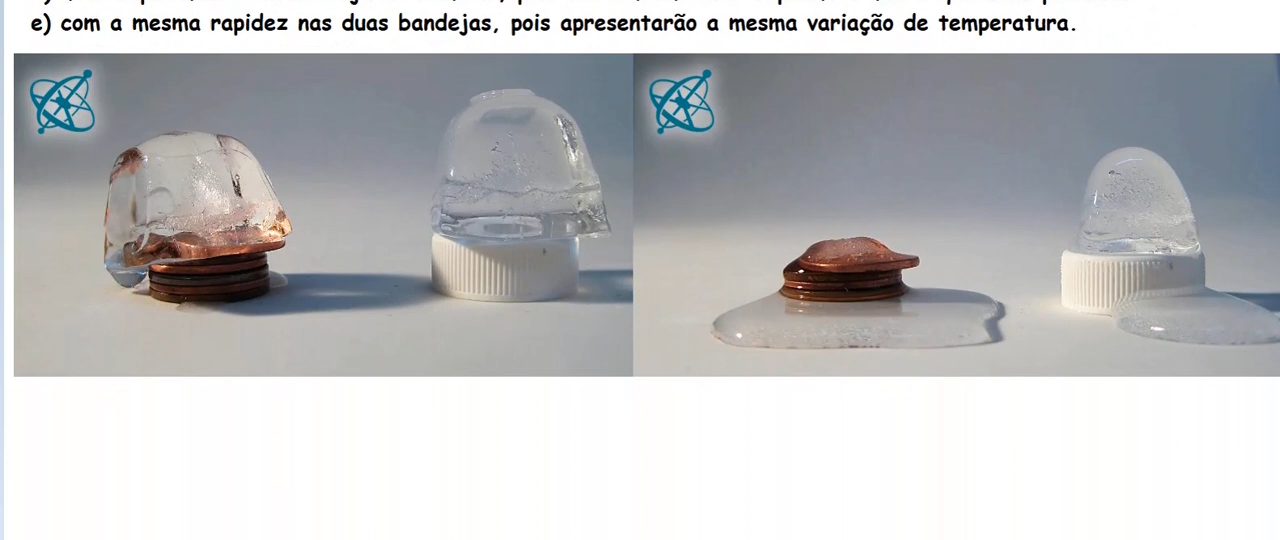 e) com a mesma rapidez nas duas bandejas, pois apresentarão a mesma variação de temperatura.